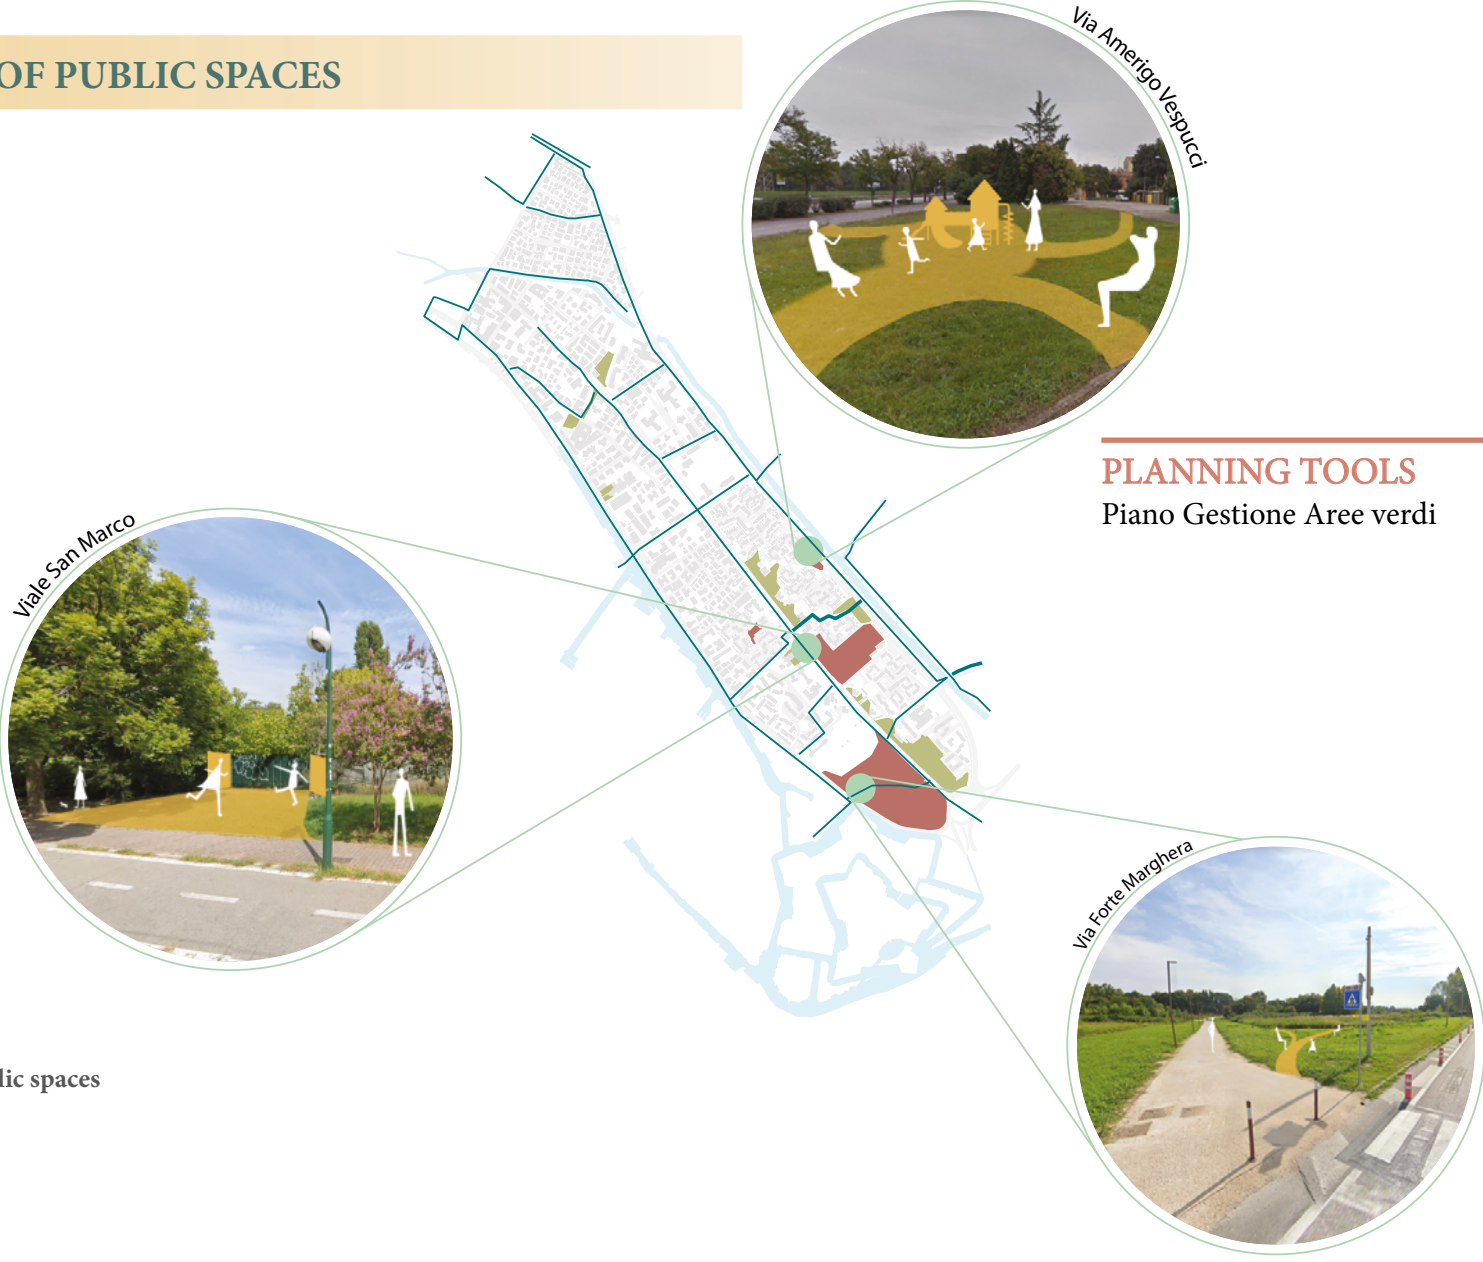 OF PUBLIC SPACES
Via Amerigo Vespucci
PLANNING TOOLS
Piano Gestione Aree verdi
Viale San Marco
Via Forte Marghera
lic spaces